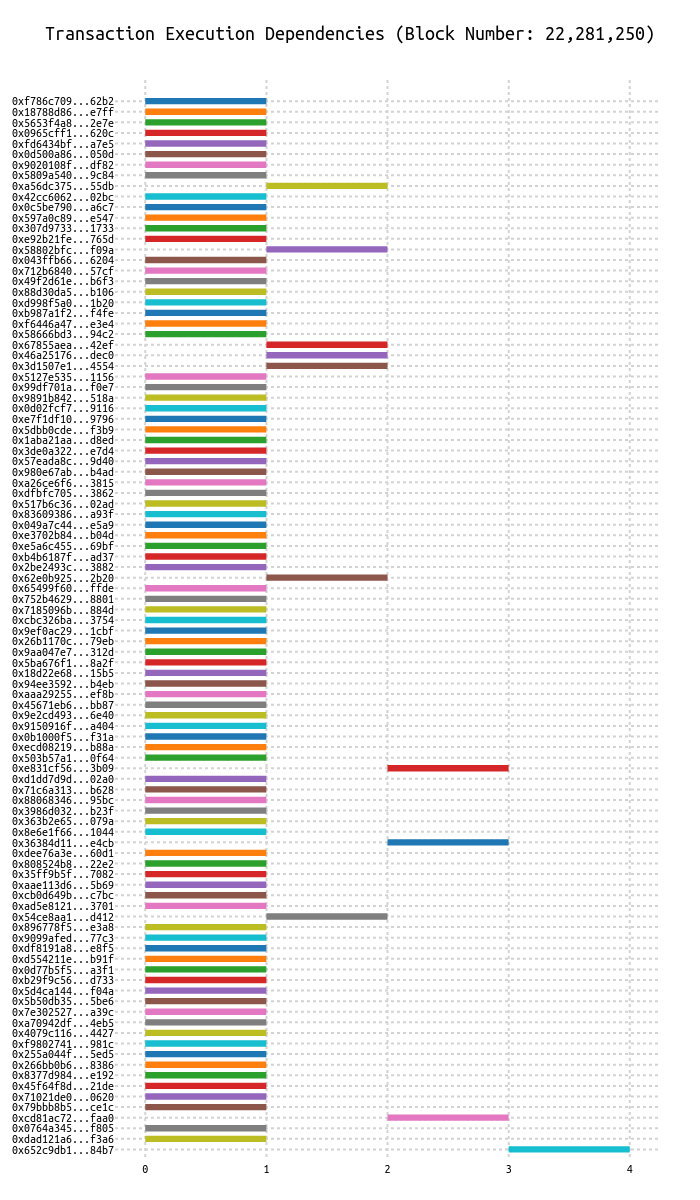 Transaction Execution Dependencies (Block Number: 22,281,250)
0xf786c709...62b2
0x18788d86...e7ff
0x5653f4a8...2e7e
0x0965cff1...620c
0xfd6434bf...a7e5
0x0d500a86...050d
0x9020108f...df82
0x5809a540...9c84
0xa56dc375...55db
0x42cc6062...02bc
0x0c5be790...a6c7
0x597a0c89...e547
0x307d9733...1733
0xe92b21fe...765d
0x58802bfc...f09a
0x043ffb66...6204
0x712b6840...57cf
0x49f2d61e...b6f3
0x88d30da5...b106
0xd998f5a0...1b20
0xb987a1f2...f4fe
0xf6446a47...e3e4
0x58666bd3...94c2
0x67855aea...42ef
0x46a25176...dec0
0x3d1507e1...4554
0x5127e535...1156
0x99df701a...f0e7
0x9891b842...518a
0x0d02fcf7...9116
0xe7f1df10...9796
0x5dbb0cde...f3b9
0x1aba21aa...d8ed
0x3de0a322...e7d4
0x57eada8c...9d40
0x980e67ab...b4ad
0xa26ce6f6...3815
0xdfbfc705...3862
0x517b6c36...02ad
0x83609386...a93f
0x049a7c44...e5a9
0xe3702b84...b04d
0xe5a6c455...69bf
0xb4b6187f...ad37
0x2be2493c...3882
0x62e0b925...2b20
0x65499f60...ffde
0x752b4629...8801
0x7185096b...884d
0xcbc326ba...3754
0x9ef0ac29...1cbf
0x26b1170c...79eb
0x9aa047e7...312d
0x5ba676f1...8a2f
0x18d22e68...15b5
0x94ee3592...b4eb
0xaaa29255...ef8b
0x45671eb6...bb87
0x9e2cd493...6e40
0x9150916f...a404
0x0b1000f5...f31a
0xecd08219...b88a
0x503b57a1...0f64
0xe831cf56...3b09
0xd1dd7d9d...02a0
0x71c6a313...b628
0x88068346...95bc
0x3986d032...b23f
0x363b2e65...079a
0x8e6e1f66...1044
0x36384d11...e4cb
0xdee76a3e...60d1
0x808524b8...22e2
0x35ff9b5f...7082
0xaae113d6...5b69
0xcb0d649b...c7bc
0xad5e8121...3701
0x54ce8aa1...d412
0x896778f5...e3a8
0x9099afed...77c3
0xdf8191a8...e8f5
0xd554211e...b91f
0x0d77b5f5...a3f1
0xb29f9c56...d733
0x5d4ca144...f04a
0x5b50db35...5be6
0x7e302527...a39c
0xa70942df...4eb5
0x4079c116...4427
0xf9802741...981c
0x255a044f...5ed5
0x266bb0b6...8386
0x8377d984...e192
0x45f64f8d...21de
0x71021de0...0620
0x79bbb8b5...ce1c
0xcd81ac72...faa0
0x0764a345...f805
0xdad121a6...f3a6
0x652c9db1...84b7
0 1 2 3 4